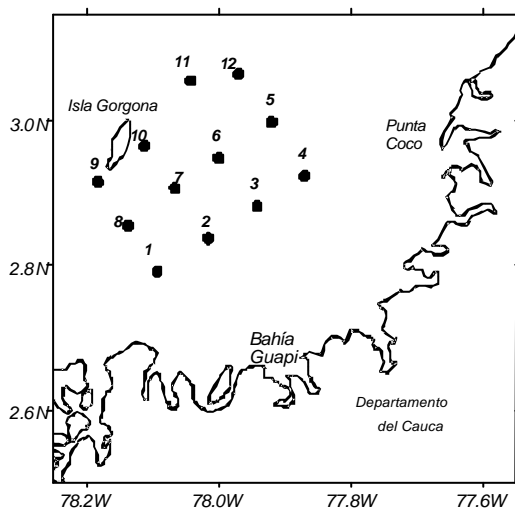 11
12
Isla Gorgona
5
3.0N
10
6
Punta
Coco
9
7
4
3
8
2
1
2.8N
Bahía
Guapi
2.6N
Departamento
del Cauca
78.2W
78.0W
77.8W
77.6W